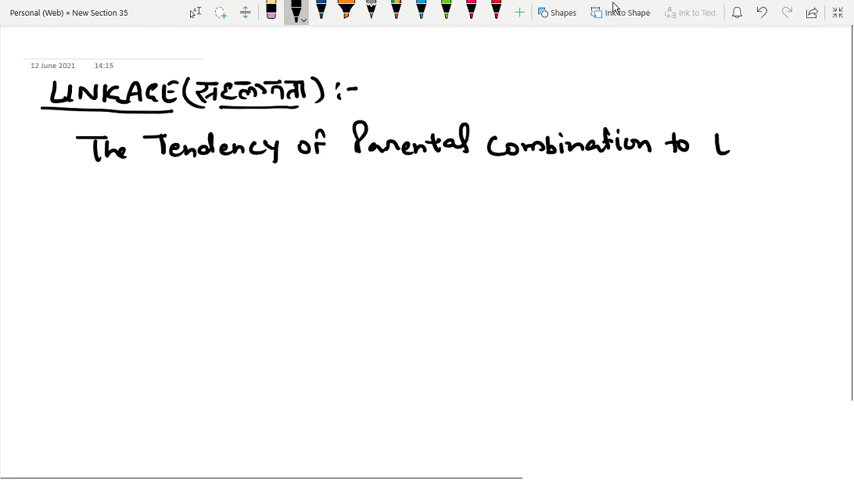 Personal (Web) » New Section 35
Shapes
Ink to Shape
Ink to Text
12 June 2021 14:15
LINKAGE (सहलग्नता) :-
The Tendency of Parental Combination to